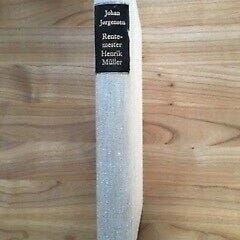 Johan
Jørgensen
Rente-
mester
Henrik
Müller